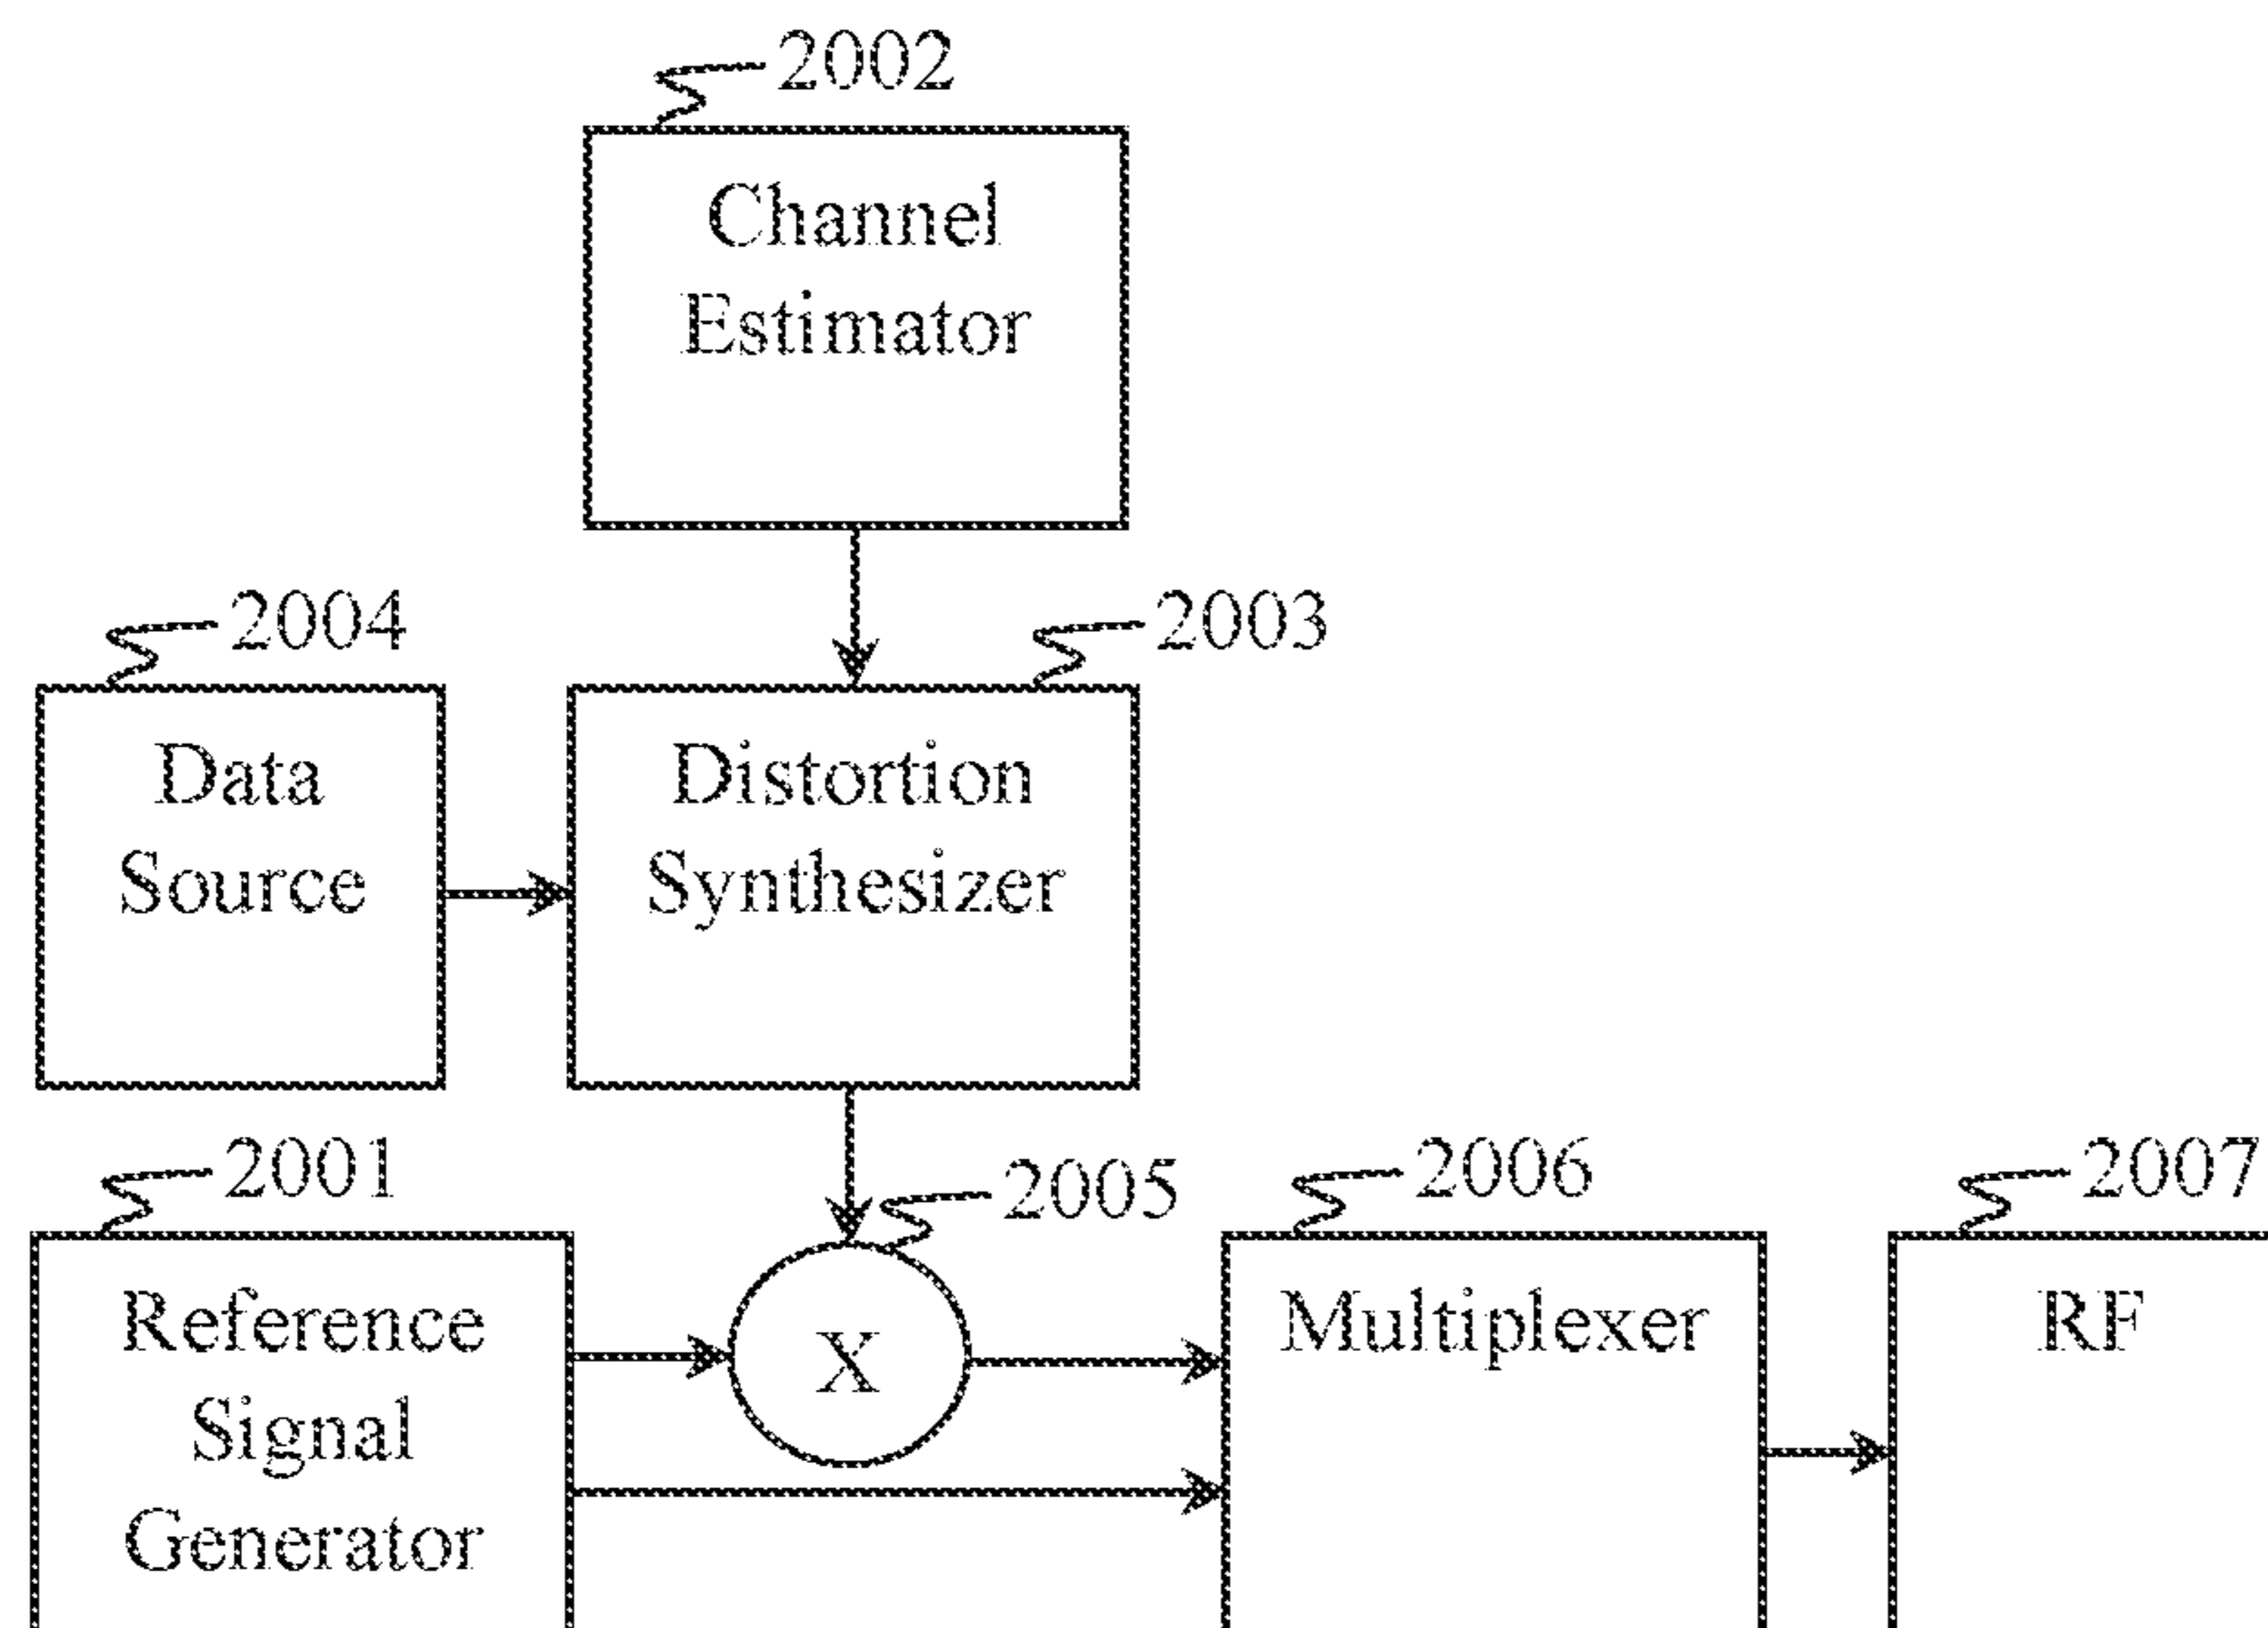 2002
Channel
Estimator
2004
2003
Data
Source
Distortion
Synthesizer
2001
2005
2006
2007
Reference
Signal
Generator
X
Multiplexer
RF